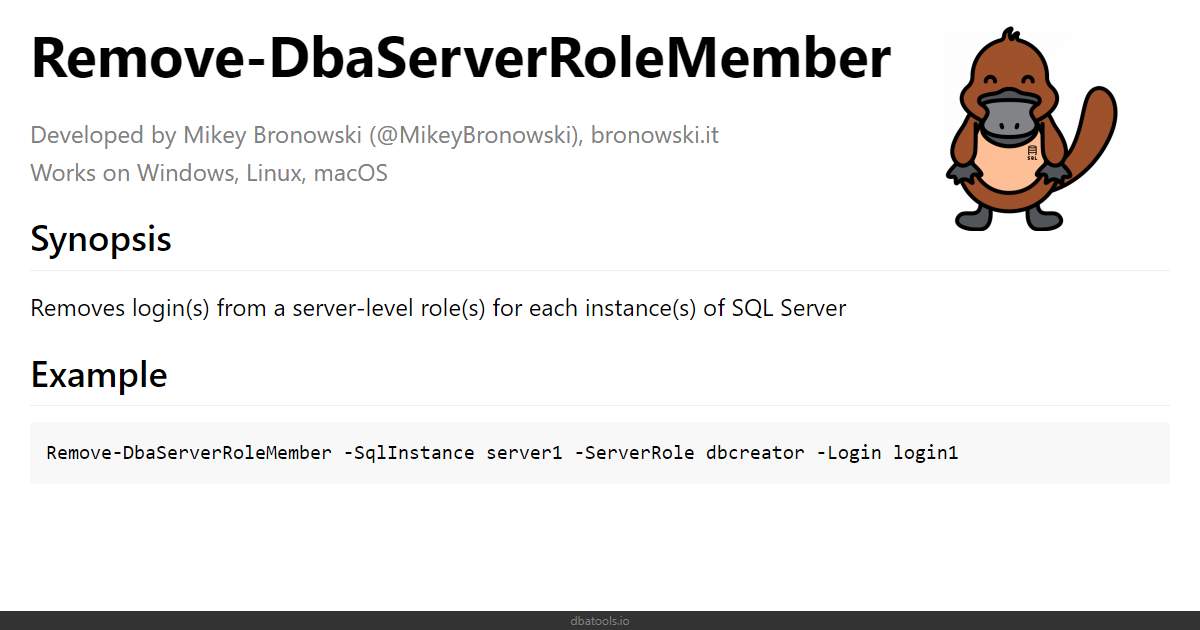 Remove-DbaServerRoleMember
Developed by Mikey Bronowski (@MikeyBronowski), bronowski.it
Works on Windows, Linux, macOS
SQL
Synopsis
Removes login(s) from a server-level role(s) for each instance(s) of SQL Server
Example
Remove-DbaServerRoleMember -SqlInstance server1 -ServerRole dbcreator -Login login1
dbatools.io